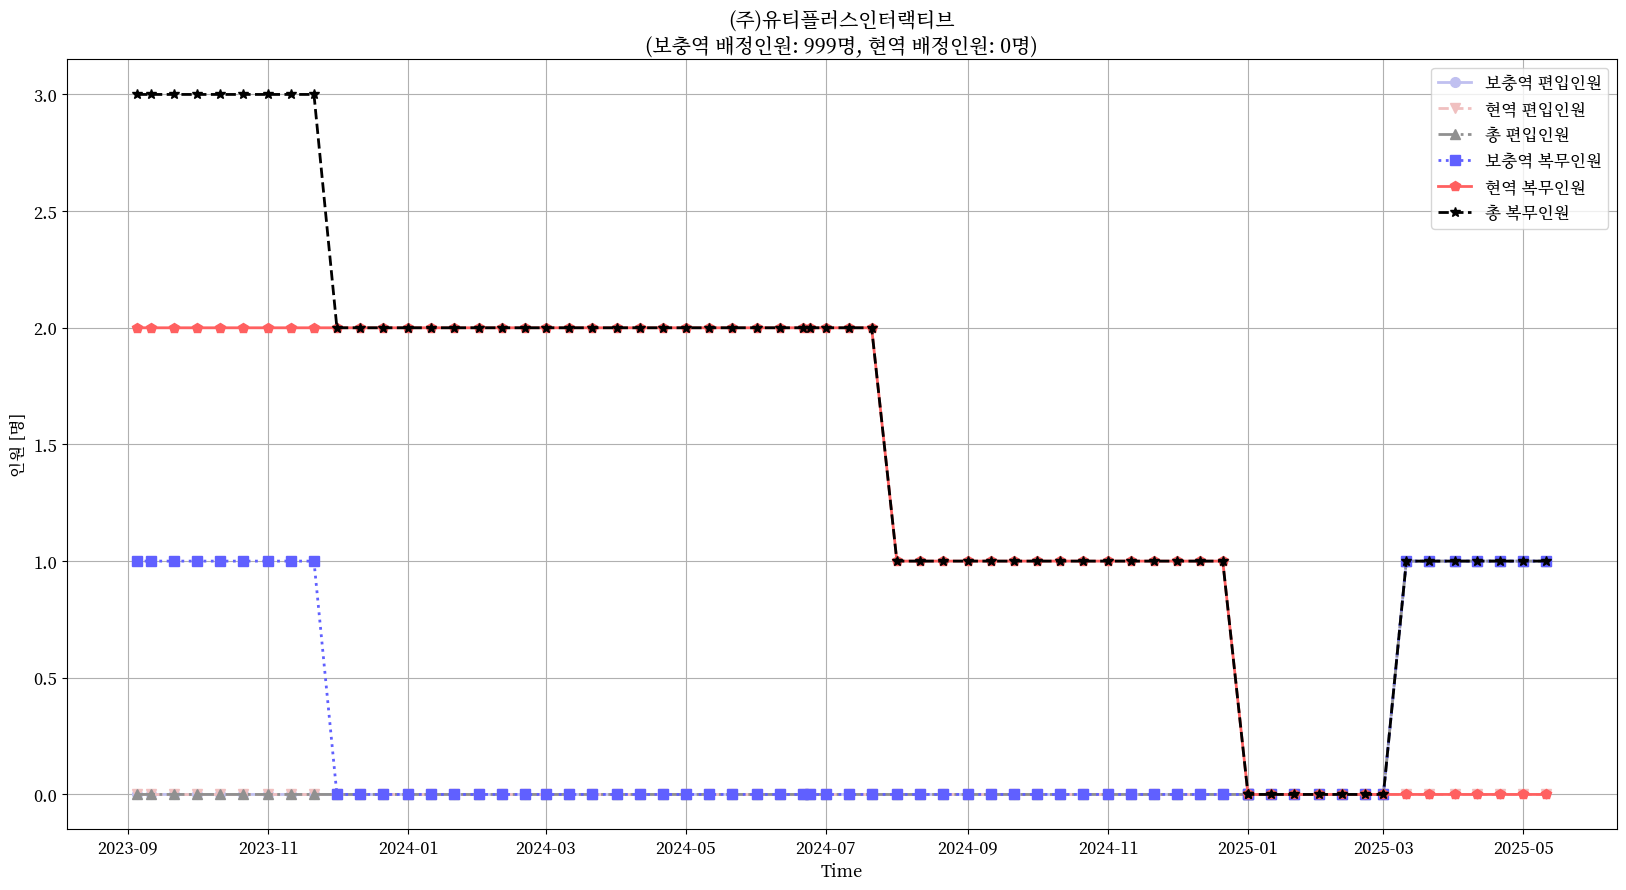 (주)유티플러스인터랙티브
(보충역 배정인원: 999명, 현역 배정인원: 0명)
보충역 편입인원
현역 편입인원
총 편입인원
보충역 복무인원
현역 복무인원
총 복무인원
인원 [명]
3.0
2.5
2.0
1.5
1.0
0.5
0.0
2023-09
2023-11
2024-01
2024-03
2024-05
2024-07
2024-09
2024-11
2025-01
2025-03
2025-05
Time